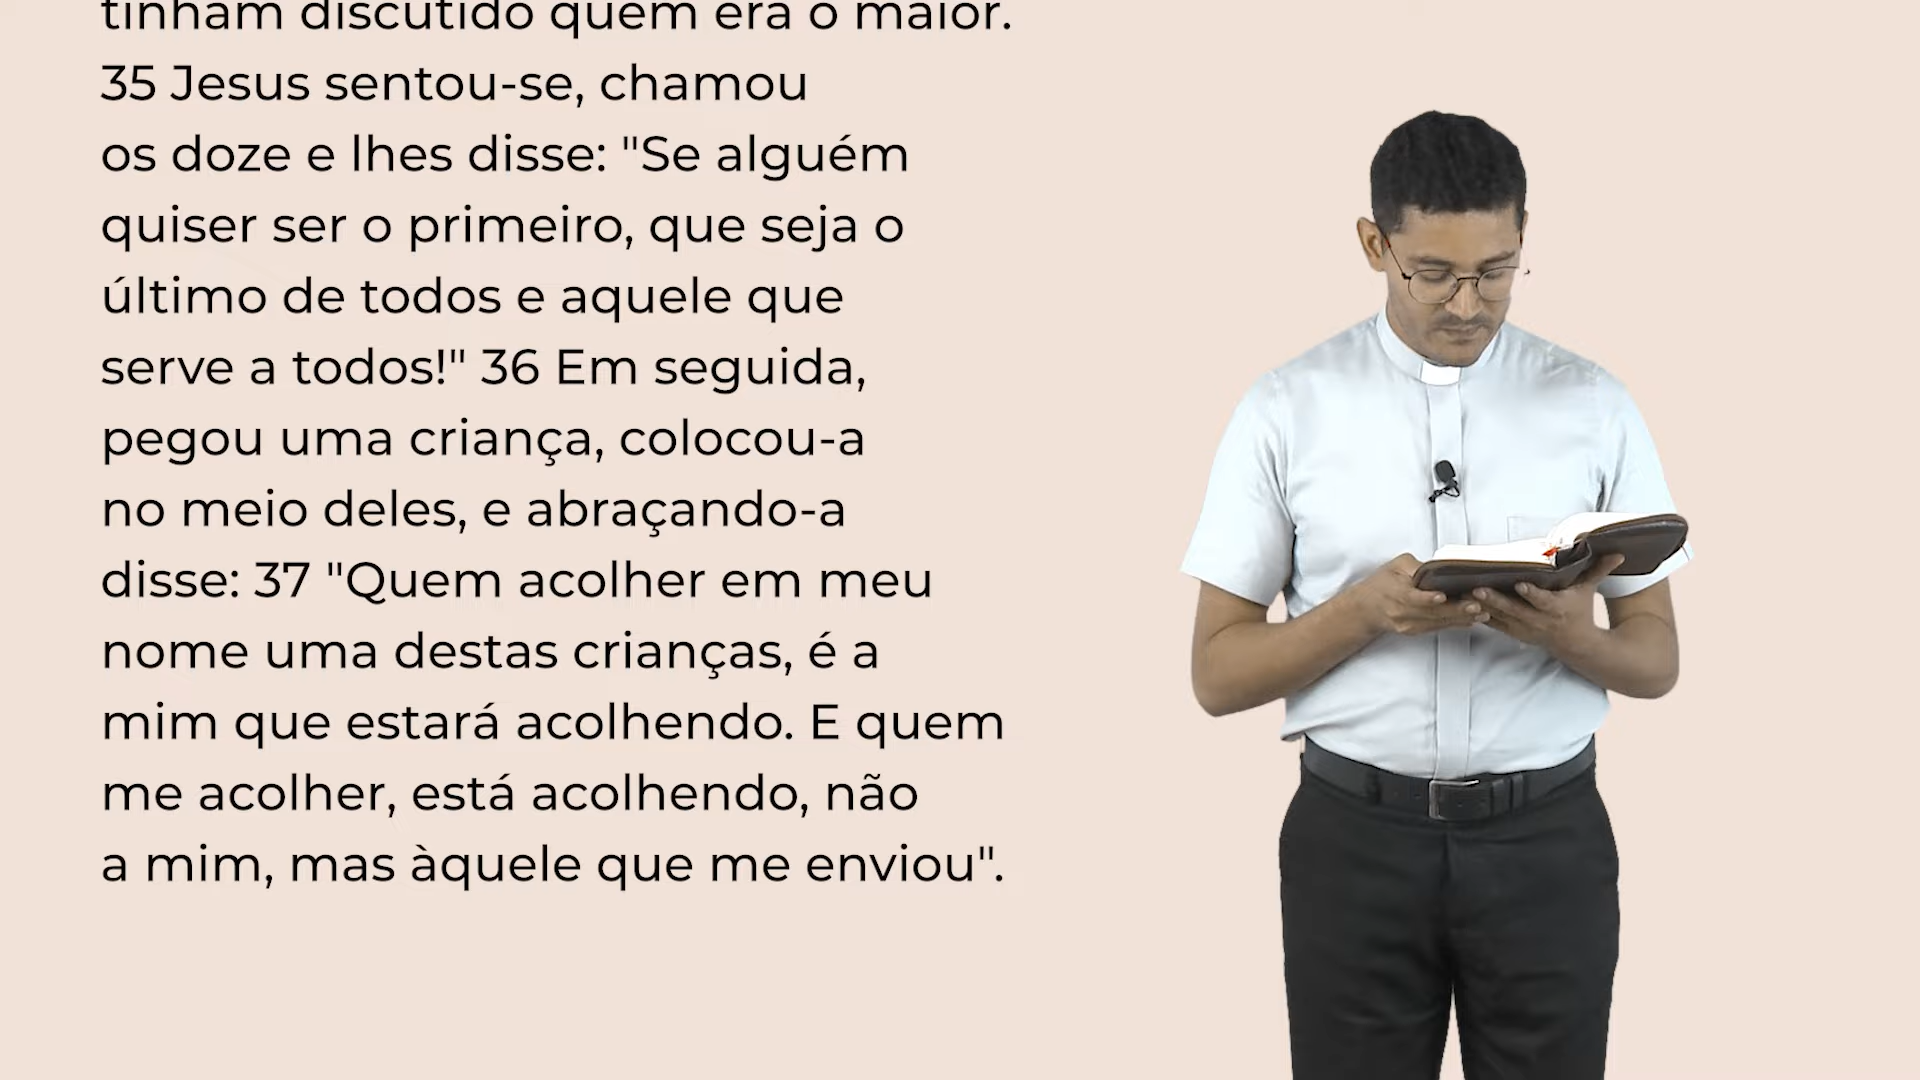 tinham discutido quem era o maior.
35 Jesus sentou-se, chamou
os doze e lhes disse: "Se alguém
quiser ser o primeiro, que seja o
último de todos e aquele que
serve a todos!" 36 Em seguida,
pegou uma criança, colocou-a
no meio deles, e abraçando-a
disse: 37 "Quem acolher em meu
nome uma destas crianças, é a
mim que estará acolhendo. E quem
me acolher, está acolhendo, não
a mim, mas àquele que me enviou".